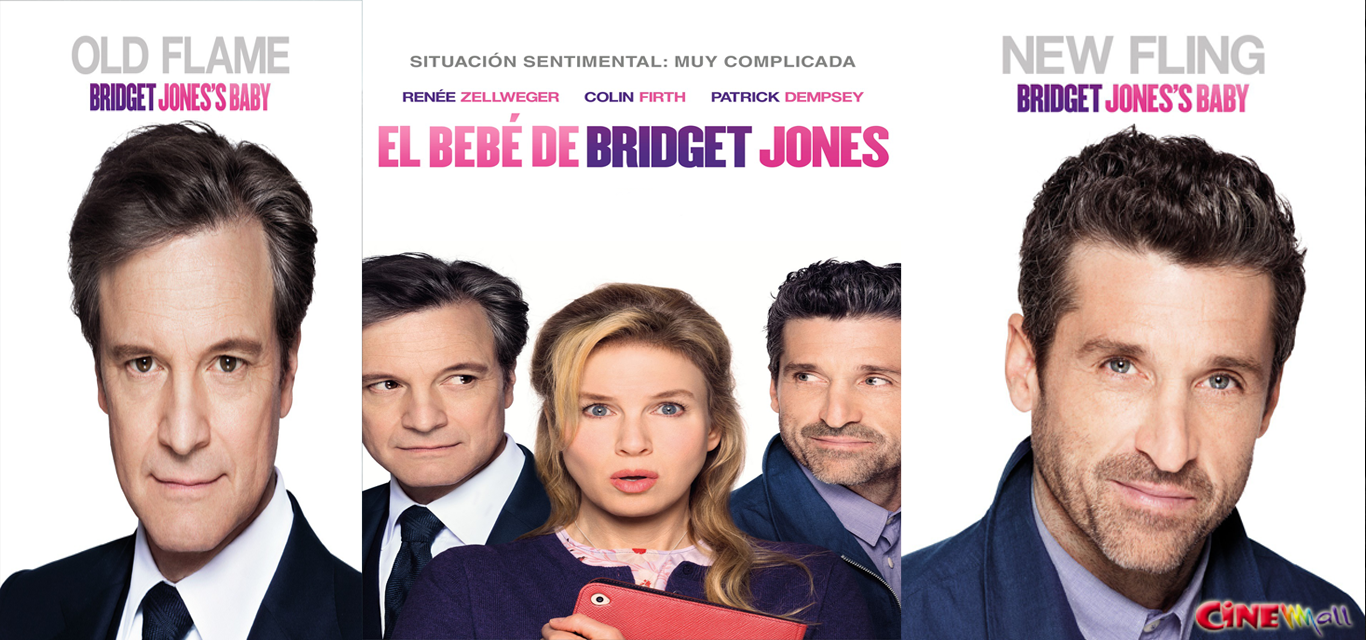 OLD FLAME
BRIDGET JONES'S BABY
SITUACIÓN SENTIMENTAL: MUY COMPLICADA
RENÉE ZELLWEGER COLIN FIRTH PATRICK DEMPSEY
EL BEBÉ DE BRIDGET JONES
NEW FLING
BRIDGET JONES'S BABY
CINEMALL